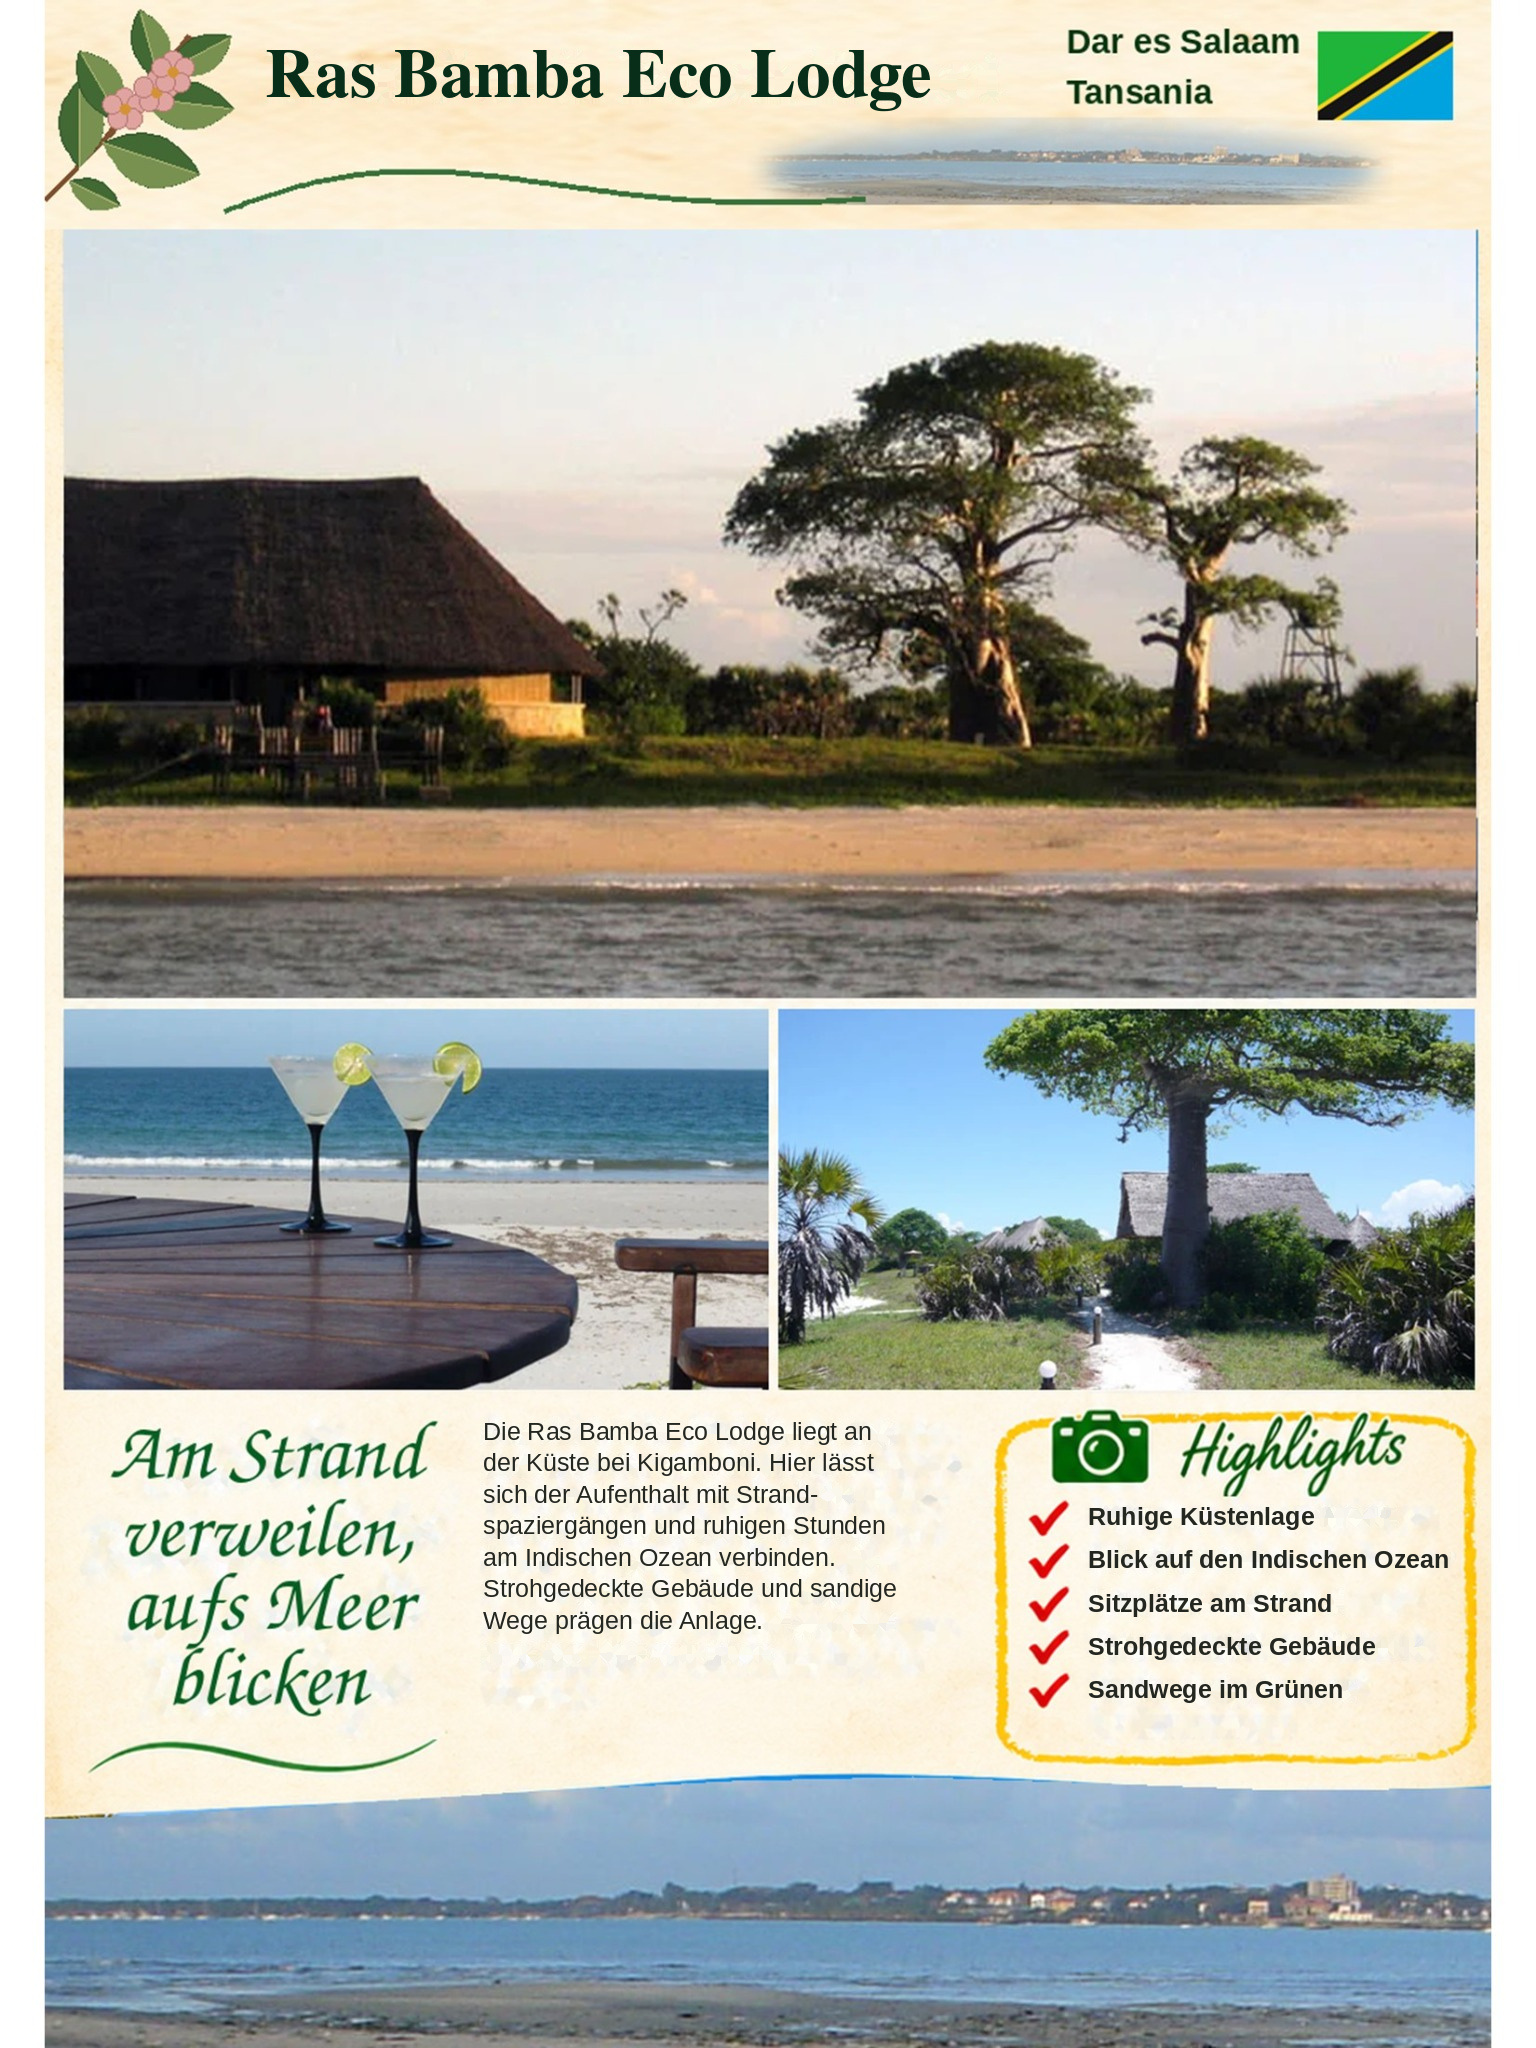 Ras Bamba Eco Lodge
Dar es Salaam
Tansania
Am Strand
verweilen,
aufs Meer
blicken
Die Ras Bamba Eco Lodge liegt an
der Küste bei Kigamboni. Hier lässt
sich der Aufenthalt mit Strand-
spaziergängen und ruhigen Stunden
am Indischen Ozean verbinden.
Strohgedeckte Gebäude und sandige
Wege prägen die Anlage.
Highlights
Ruhige Küstenlage
Blick auf den Indischen Ozean
Sitzplätze am Strand
Strohgedeckte Gebäude
Sandwege im Grünen